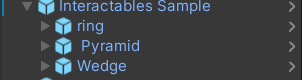 Interactables Sample
ring
Pyramid
Wedge